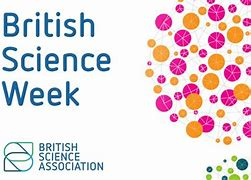 British
Science
Week
BRITISH
SCIENCE
ASSOCIATION